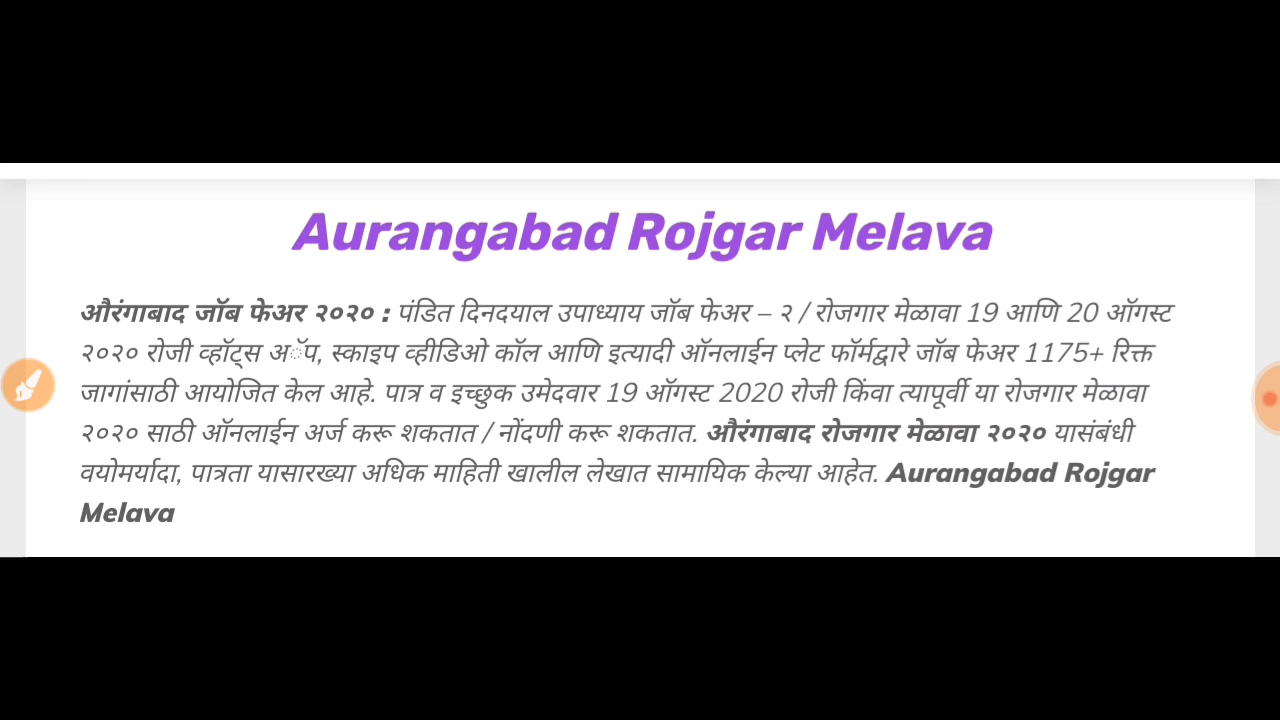 Aurangabad Rojgar Melava
औरंगाबाद जॉब फेअर २०२० : पंडित दिनदयाल उपाध्याय जॉब फेअर – २ / रोजगार मेळावा 19 आणि 20 ऑगस्ट
२०२० रोजी व्हॉट्स अॅप, स्काइप व्हीडिओ कॉल आणि इत्यादी ऑनलाईन प्लेट फॉर्मद्वारे जॉब फेअर 1175+ रिक्त
जागांसाठी आयोजित केल आहे. पात्र व इच्छुक उमेदवार 19 ऑगस्ट 2020 रोजी किंवा त्यापूर्वी या रोजगार मेळावा
२०२० साठी ऑनलाईन अर्ज करू शकतात / नोंदणी करू शकतात. औरंगाबाद रोजगार मेळावा २०२० यासंबंधी
वयोमर्यादा, पात्रता यासारख्या अधिक माहिती खालील लेखात सामायिक केल्या आहेत. Aurangabad Rojgar
Melava